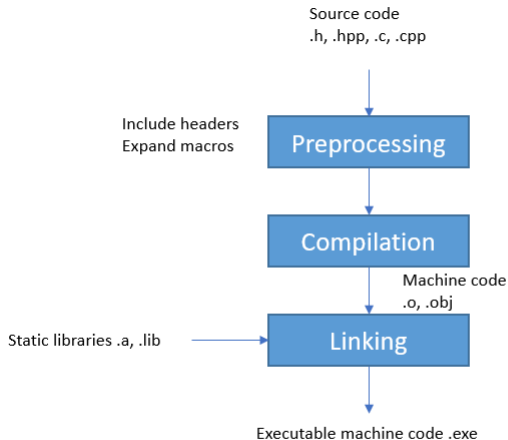 Source code
.h, .hpp, .c, .cpp
Include headers
Expand macros
Preprocessing
Compilation
Machine code
.o, .obj
Static libraries .a, .lib
Linking
Executable machine code .exe